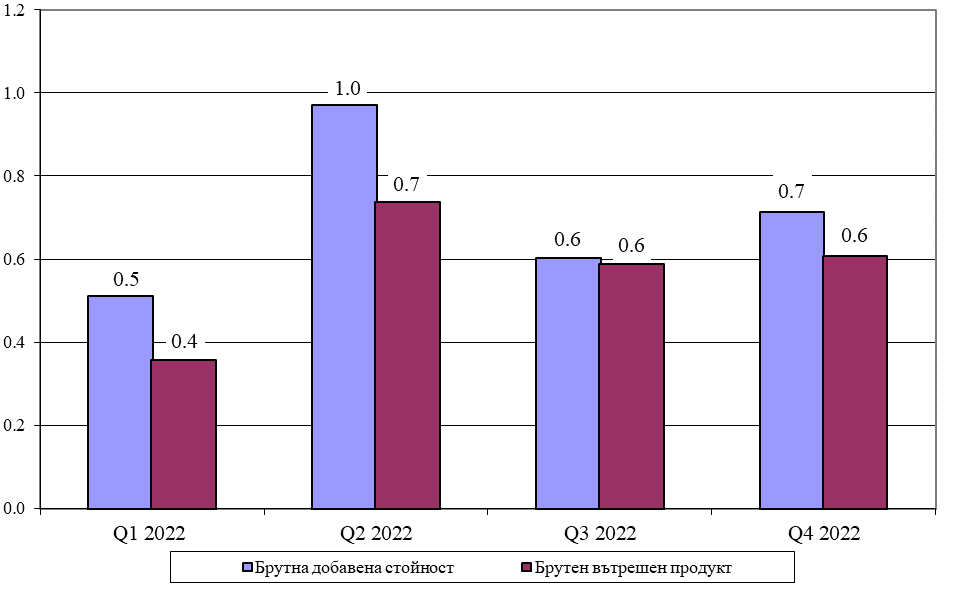 1.2
1.0
0.8
0.6
0.4
0.2
0.0
0.5
0.4
1.0
0.7
0.6
0.6
0.7
0.6
Q1 2022
Q2 2022
Q3 2022
Q4 2022
Брутна добавена стойност
Брутен вътрешен продукт